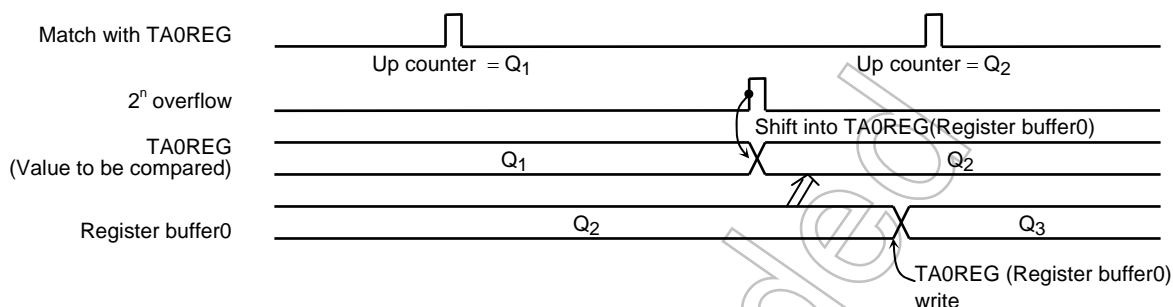 Match with TA0REG
Up counter = Q1
Up counter = Q2
2n overflow
Shift into TA0REG(Register buffer0)
TA0REG
(Value to be compared)
Q1
Q2
Register buffer0
Q2
Q3
TA0REG (Register buffer0)
write